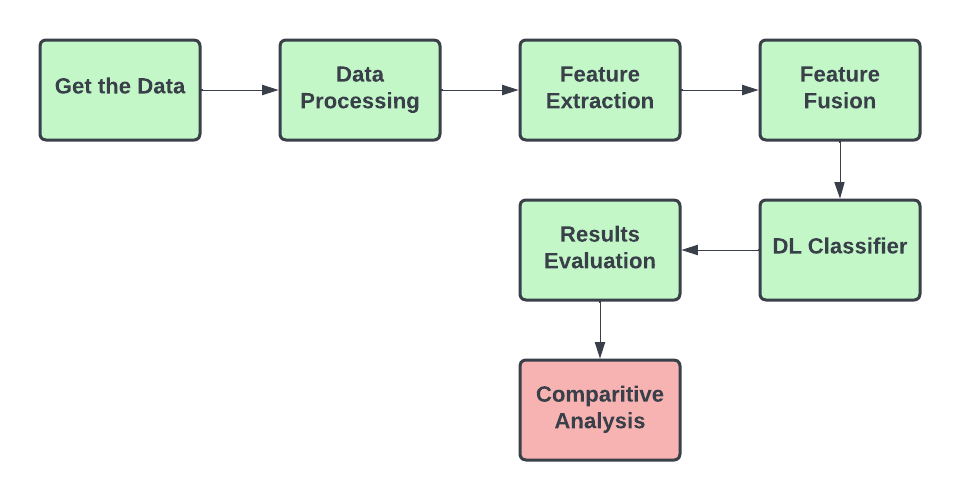 Get the Data
Data
Processing
Feature
Extraction
Feature
Fusion
Results
Evaluation
DL Classifier
Comparitive
Analysis